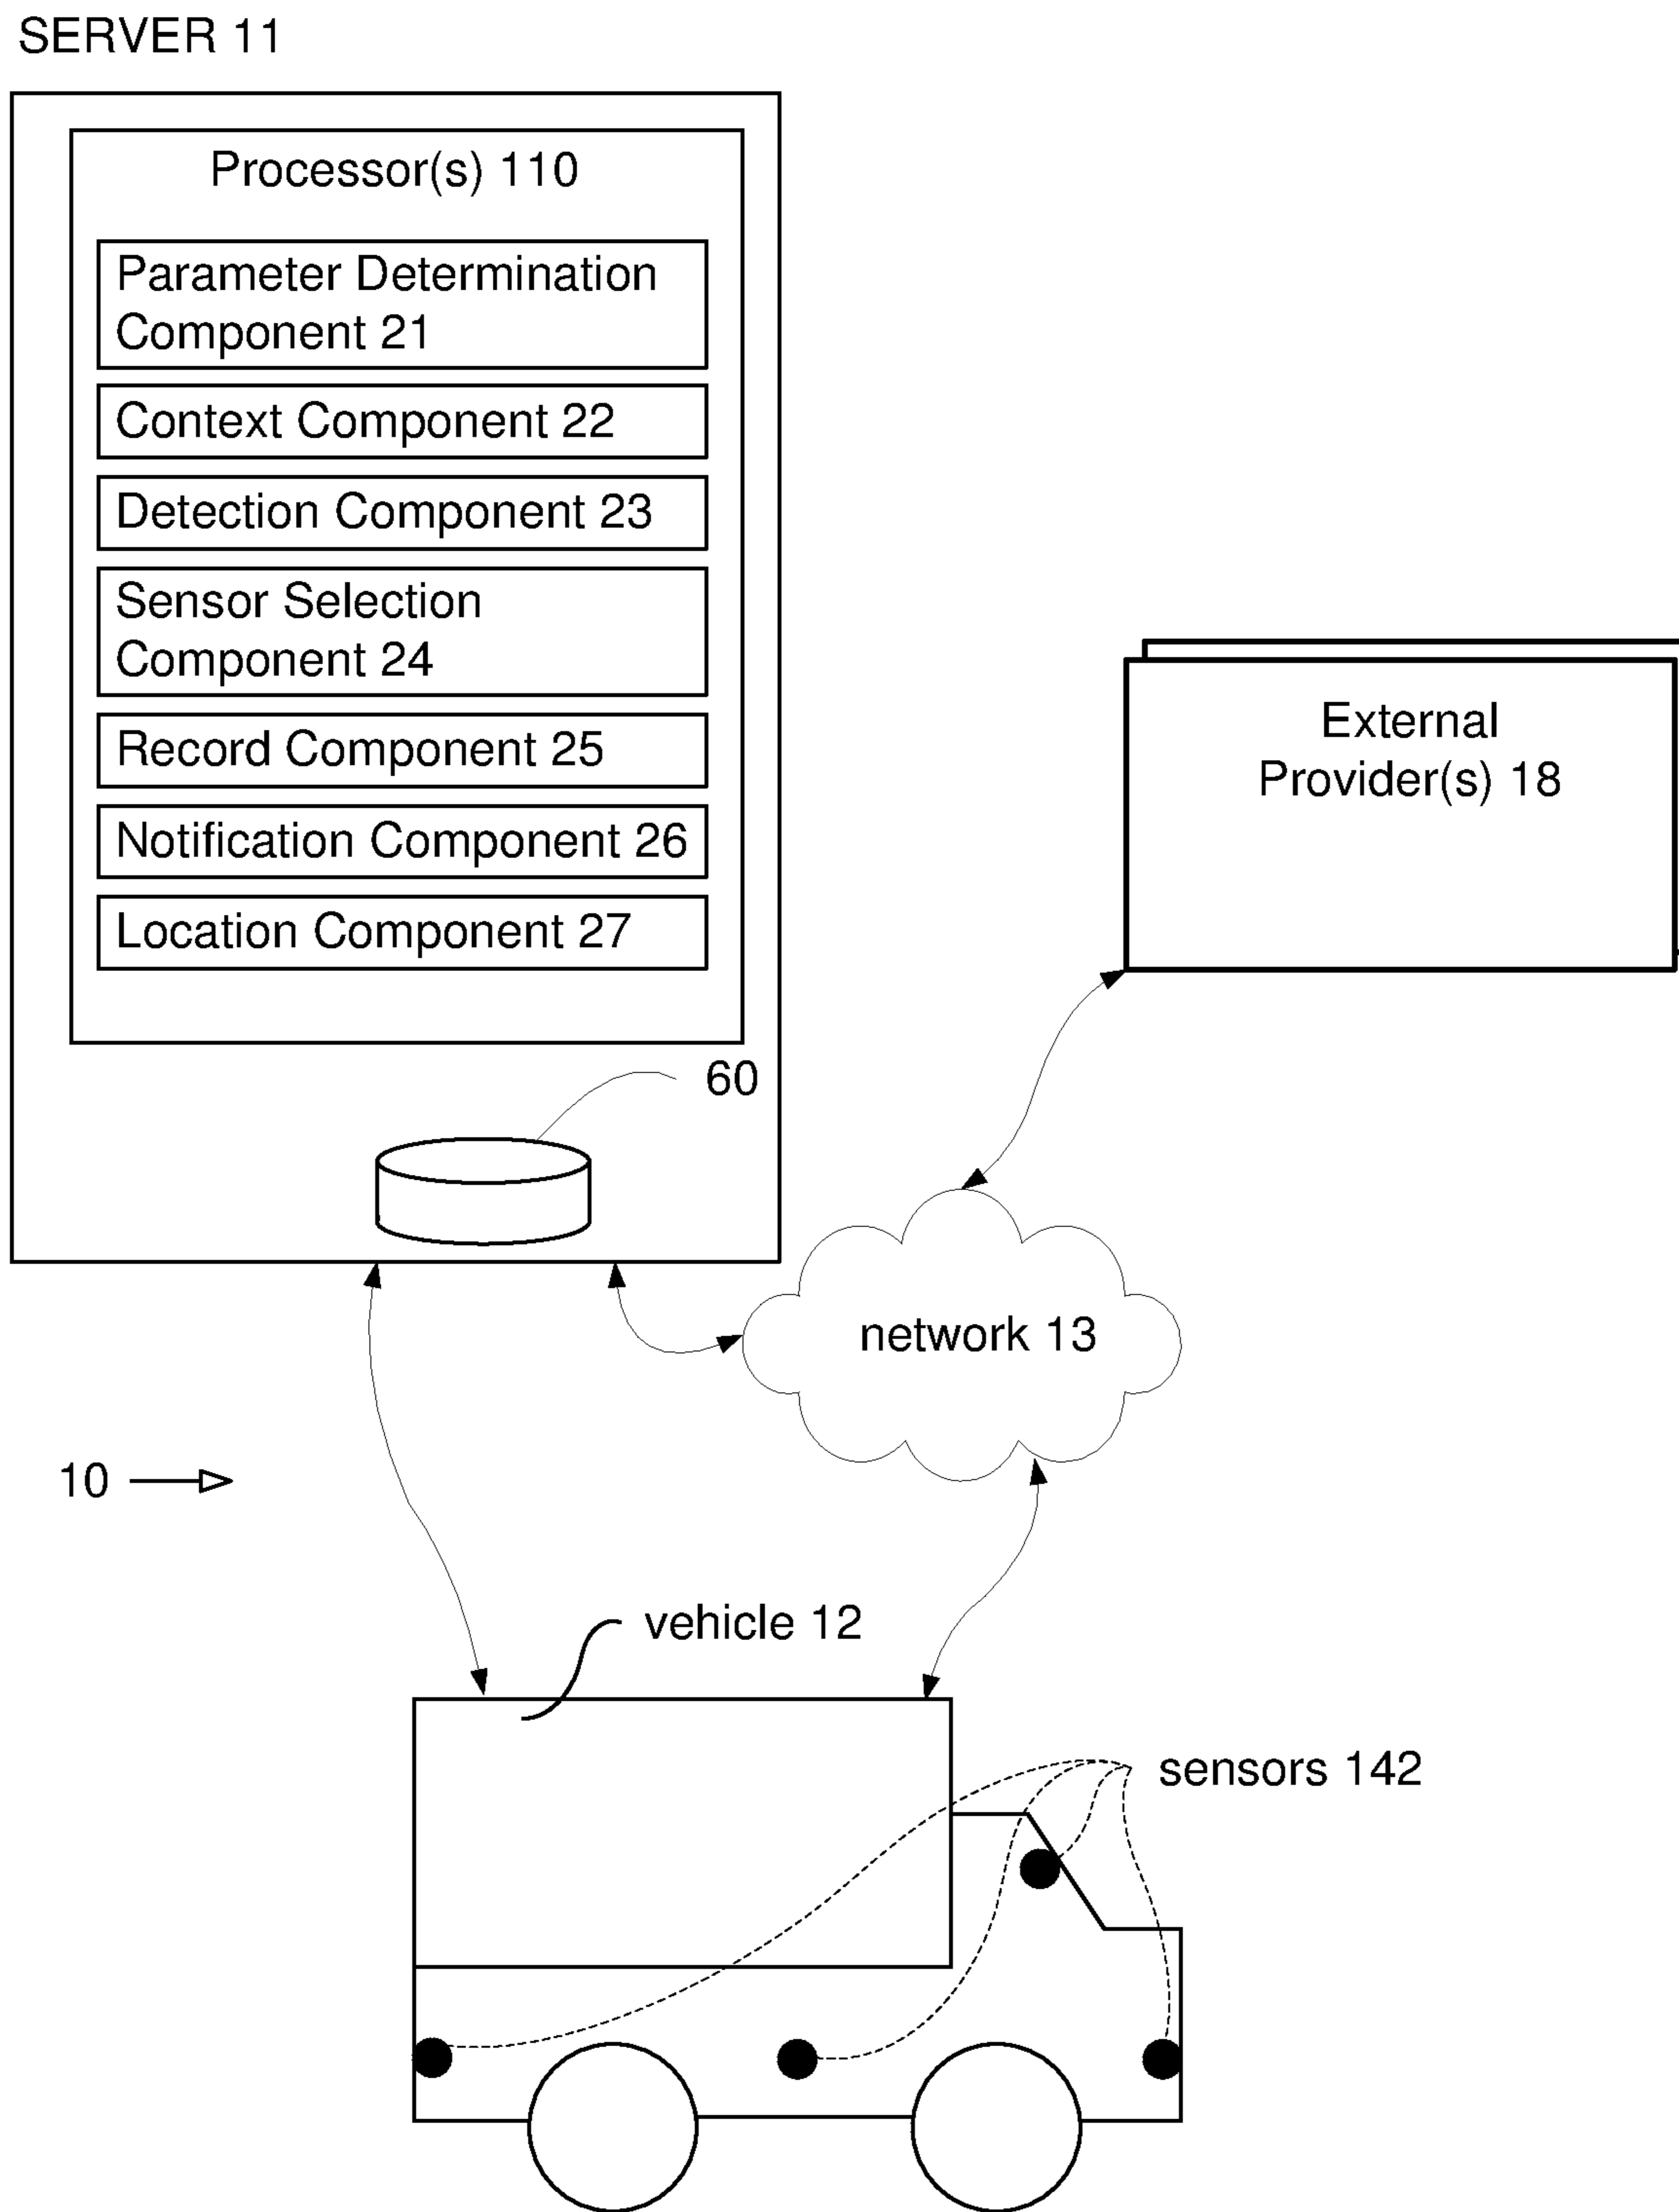 SERVER 11
Processor(s) 110
Parameter Determination
Component 21
Context Component 22
Detection Component 23
Sensor Selection
Component 24
Record Component 25
Notification Component 26
Location Component 27
60
External
Provider(s) 18
network 13
10
vehicle 12
sensors 142